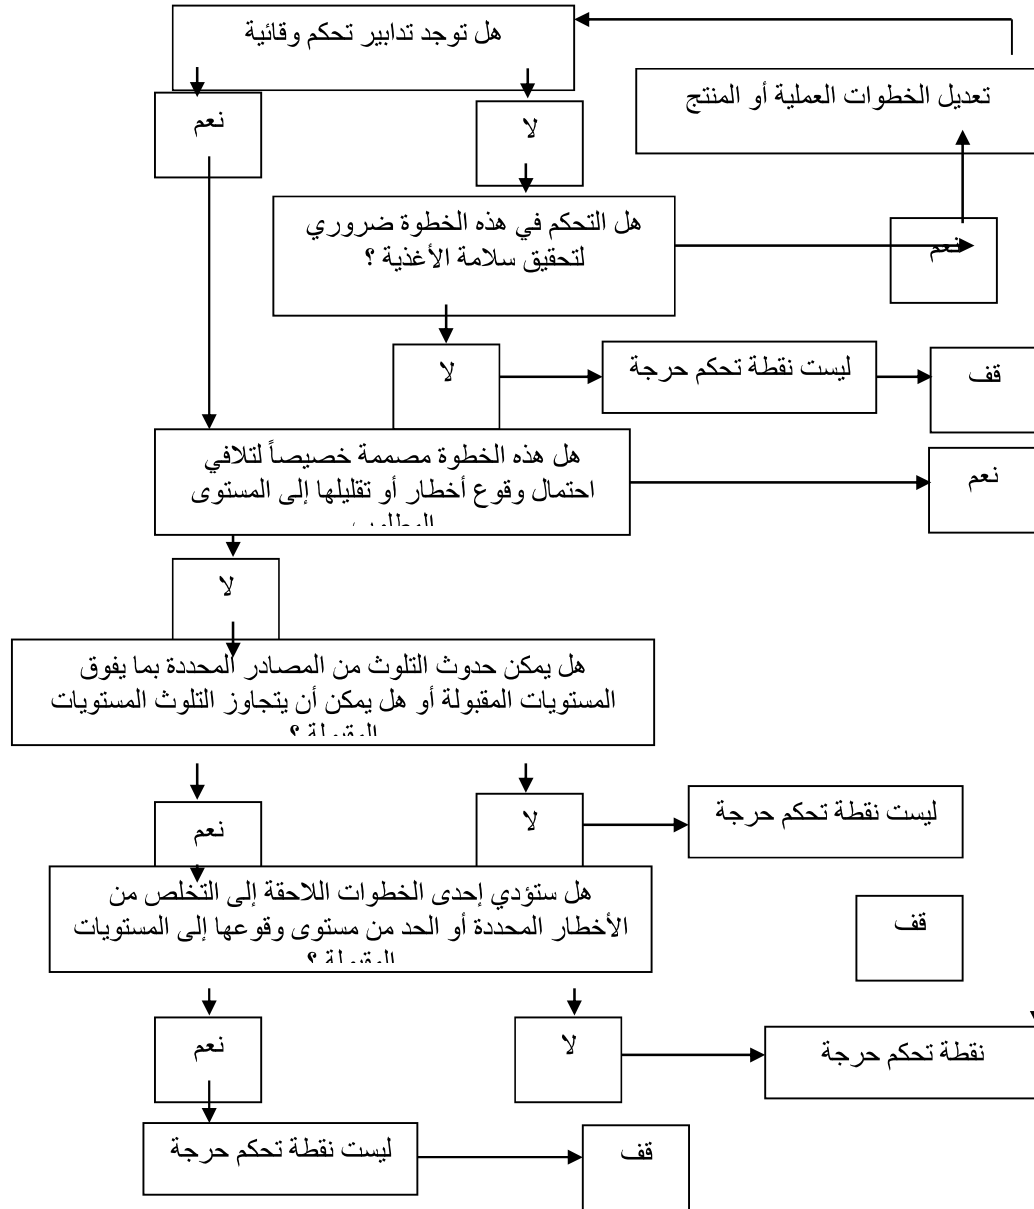 هل توجد تدابير تحكم وقائية
تعديل الخطوات العملية أو المنتج
نعم
لا
هل التحكم في هذه الخطوة ضروري
لتحقيق سلامة الأغذية ؟
نعم
لا
ليست نقطة تحكم حرجة
قف
هل هذه الخطوة مصممة خصيصاً لتلافي
احتمال وقوع أخطار أو تقليلها إلى المستوى
نعم
لا
هل يمكن حدوث التلوث من المصادر المحددة بما يفوق
المستويات المقبولة أو هل يمكن أن يتجاوز التلوث المستويات
المقبولة ؟
نعم
لا
ليست نقطة تحكم حرجة
هل ستؤدي إحدى الخطوات اللاحقة إلى التخلص من
الأخطار المحددة أو الحد من مستوى وقوعها إلى المستويات
المقبولة ؟
قف
نعم
لا
نقطة تحكم حرجة
ليست نقطة تحكم حرجة
قف